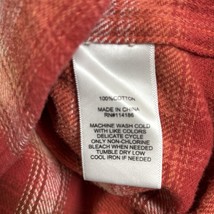 100%COTTON
MADE IN CHINA
RN#114186
MACHINE WASH COLD
WITH LIKE COLORS
DELICATE CYCLE
ONLY NON-CHLORINE
BLEACH WHEN NEEDED
TUMBLE DRY LOW
COOL IRON IF NEEDED